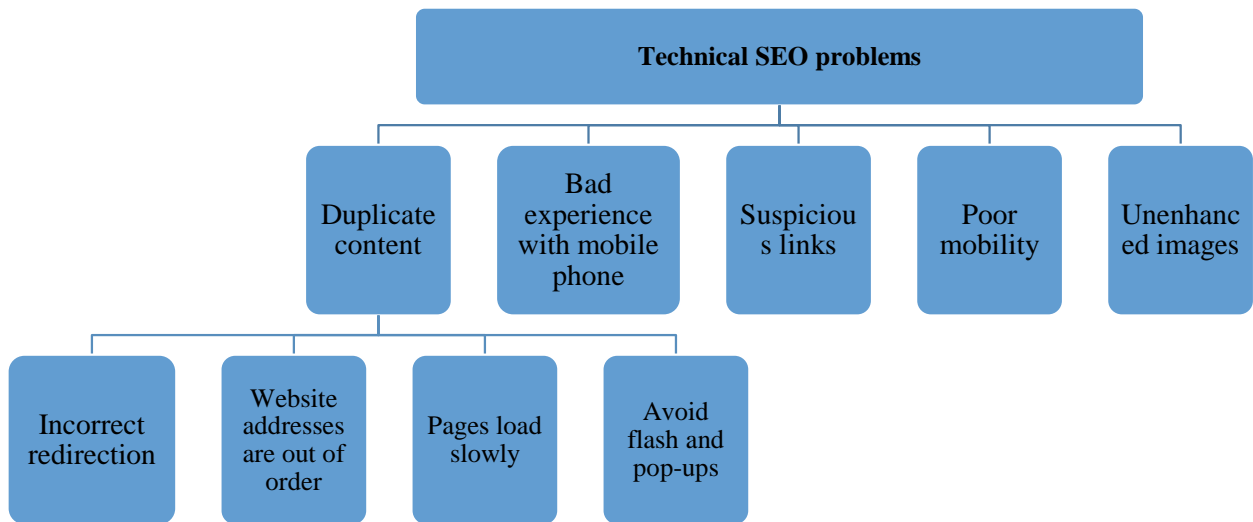 Technical SEO problems
Duplicate
content
Bad
experience
with mobile
phone
Suspiciou
s links
Poor
mobility
Unenhanc
ed images
Incorrect
redirection
Website
addresses
are out of
order
Pages load
slowly
Avoid
flash and
pop-ups